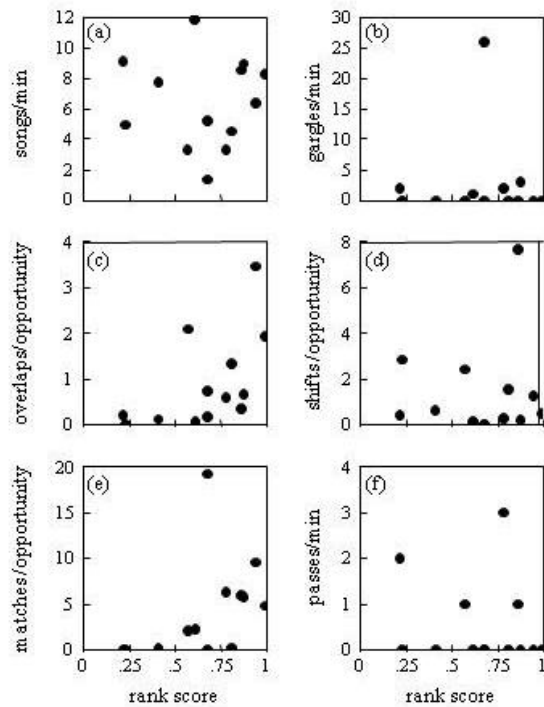 (a)
songs/min
12
10
8
6
4
2
0
(b)
gargles/min
30
25
20
15
10
5
0
(c)
overlaps/opportunity
4
3
2
1
0
(d)
shifts/opportunity
8
6
4
2
0
(e)
matches/opportunity
20
15
10
5
0
0 .25 .5 0.75 1
rank score
(f)
passes/min
4
3
2
1
0
0 .25 .5 0.75 1
rank score